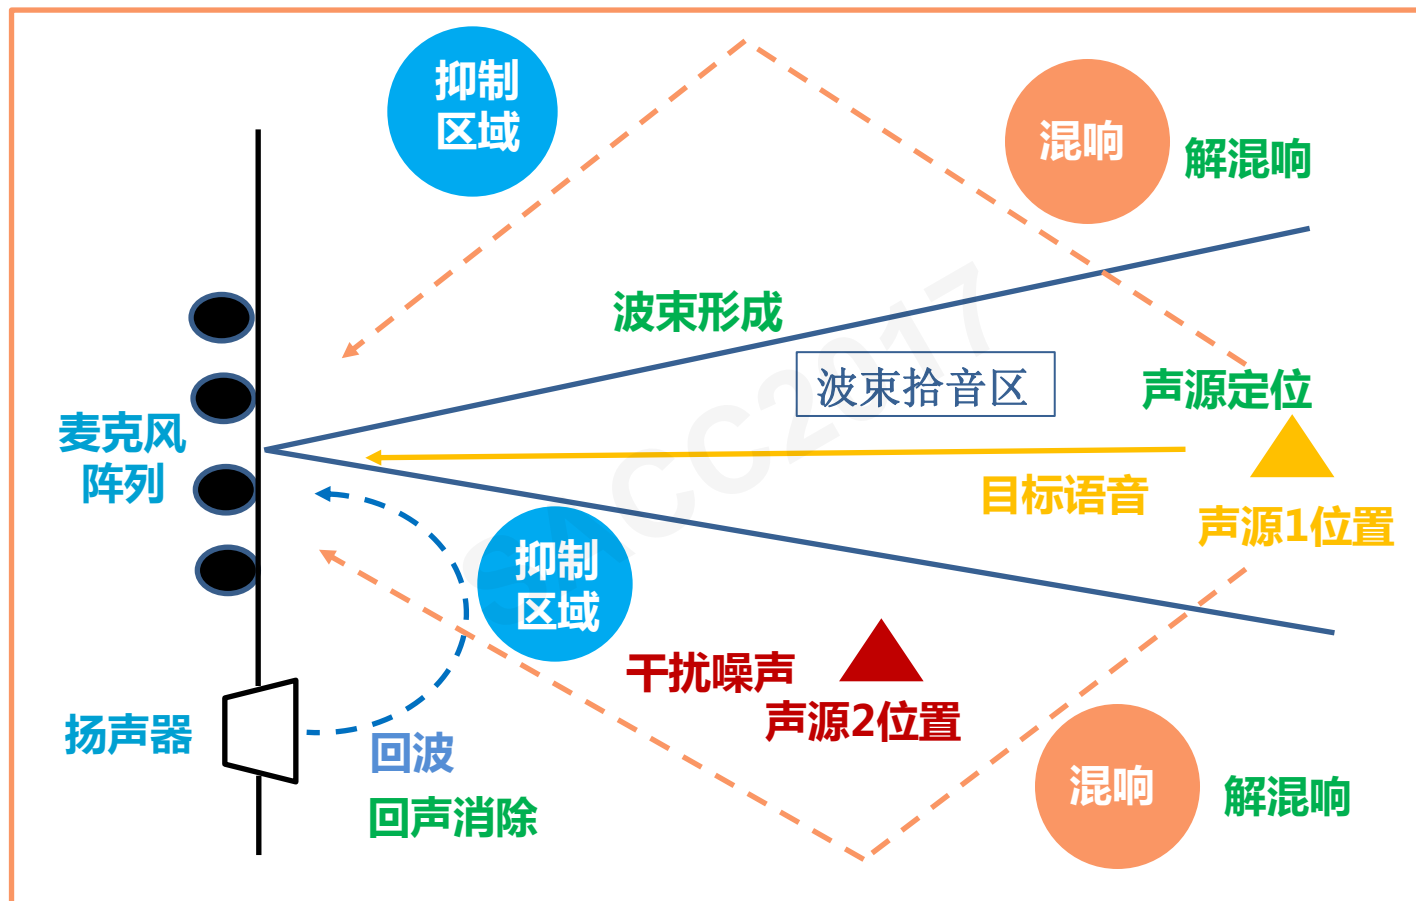 抑制
区域
混响
解混响
波束形成
波束拾音区
声源定位
麦克风
阵列
目标语音
声源1位置
抑制
区域
干扰噪声
声源2位置
扬声器
回波
回声消除
混响
解混响
SACC2017